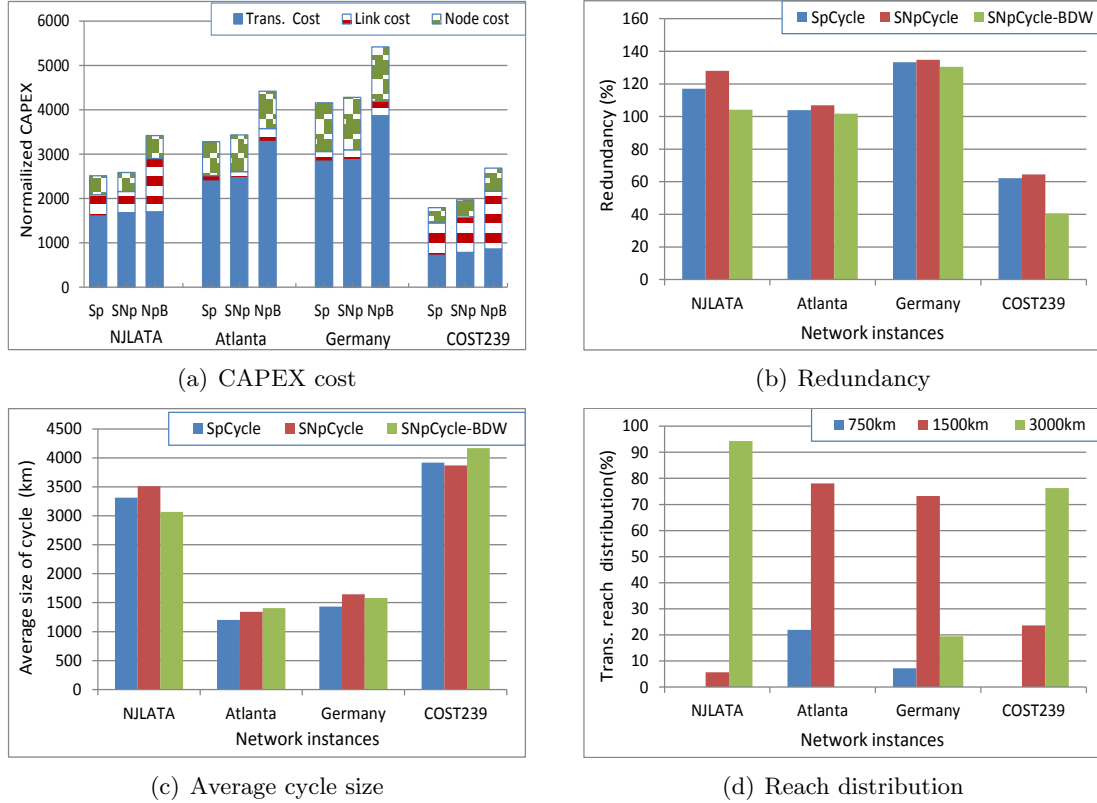 Trans. Cost Link cost Node cost
Normailized CAPEX
6000
5000
4000
3000
2000
1000
0
Sp SNp NpB Sp SNp NpB Sp SNp NpB Sp SNp NpB
NJLATA Atlanta Germany COST239
(a) CAPEX cost
SpCycle SNpCycle SNpCycle-BDW
Redundancy (%)
160
140
120
100
80
60
40
20
0
NJLATA Atlanta Germany COST239
Network instances
(b) Redundancy
SpCycle SNpCycle SNpCycle-BDW
Average size of cycle (km)
4500
4000
3500
3000
2500
2000
1500
1000
500
0
NJLATA Atlanta Germany COST239
Network instances
(c) Average cycle size
750km 1500km 3000km
Trans. reach distribution(%)
100
90
80
70
60
50
40
30
20
10
0
NJLATA Atlanta Germany COST239
Network instances
(d) Reach distribution